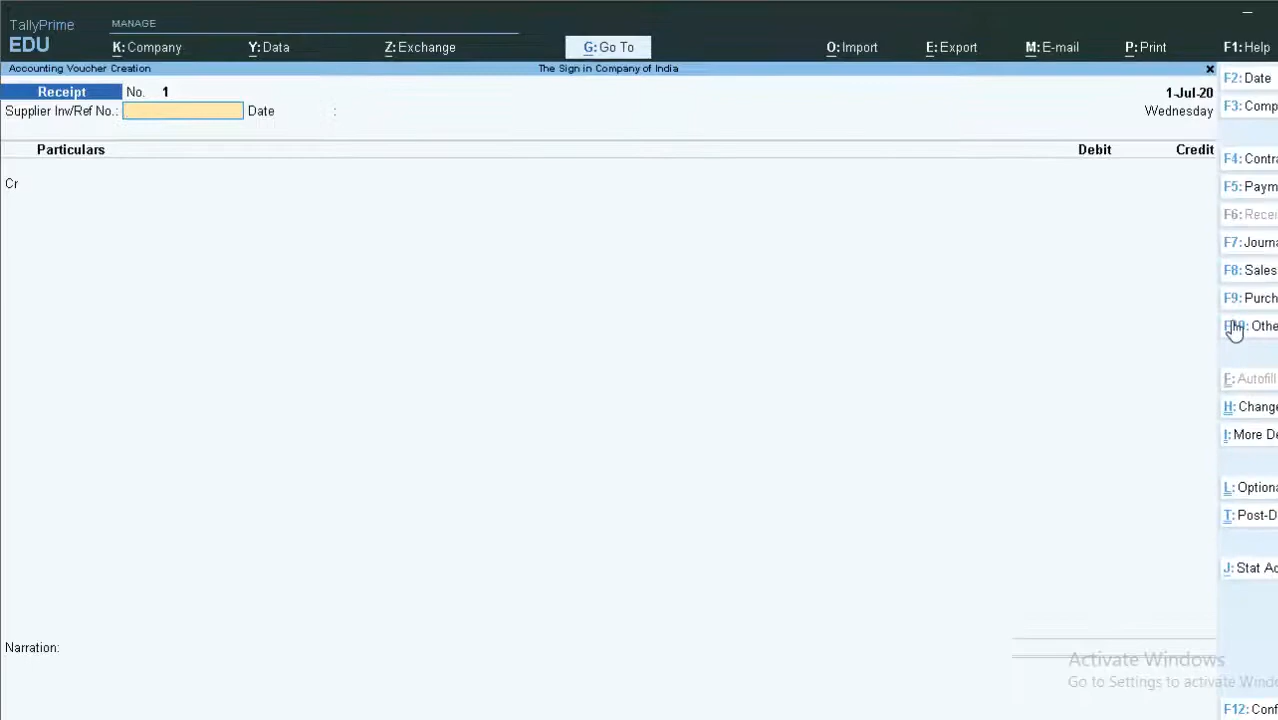 TallyPrime
MANAGE
EDU
K:Company
Y:Data
Z:Exchange
G:Go To
O:Import
E:Export
M:E-mail
P:Print
F1:Help
Accounting Voucher Creation
The Sign in Company of India
Receipt No. 1
1-Jul-20
Supplier Inv/Ref No.: Date :
Wednesday
Particulars Debit Credit
Cr
F2:Date
F3:Comp
F4:Contra
F5:Paym
F6:Recei
F7:Journa
F8:Sales
F9:Purch
Othe
F:Autofill
H:Change
I:More De
L:Optiona
T:Post-D
J:Stat Ad
F12:Conf
Narration:
Activate Windows
Go to Settings to activate Wind